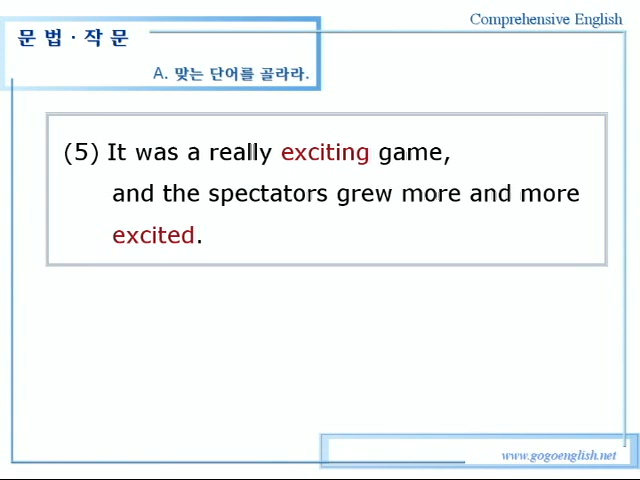 Comprehensive English
문 법 · 작 문
A. 맞는 단어를 골라라.
(5) It was a really exciting game,
and the spectators grew more and more
excited.
www.gogoenglish.net